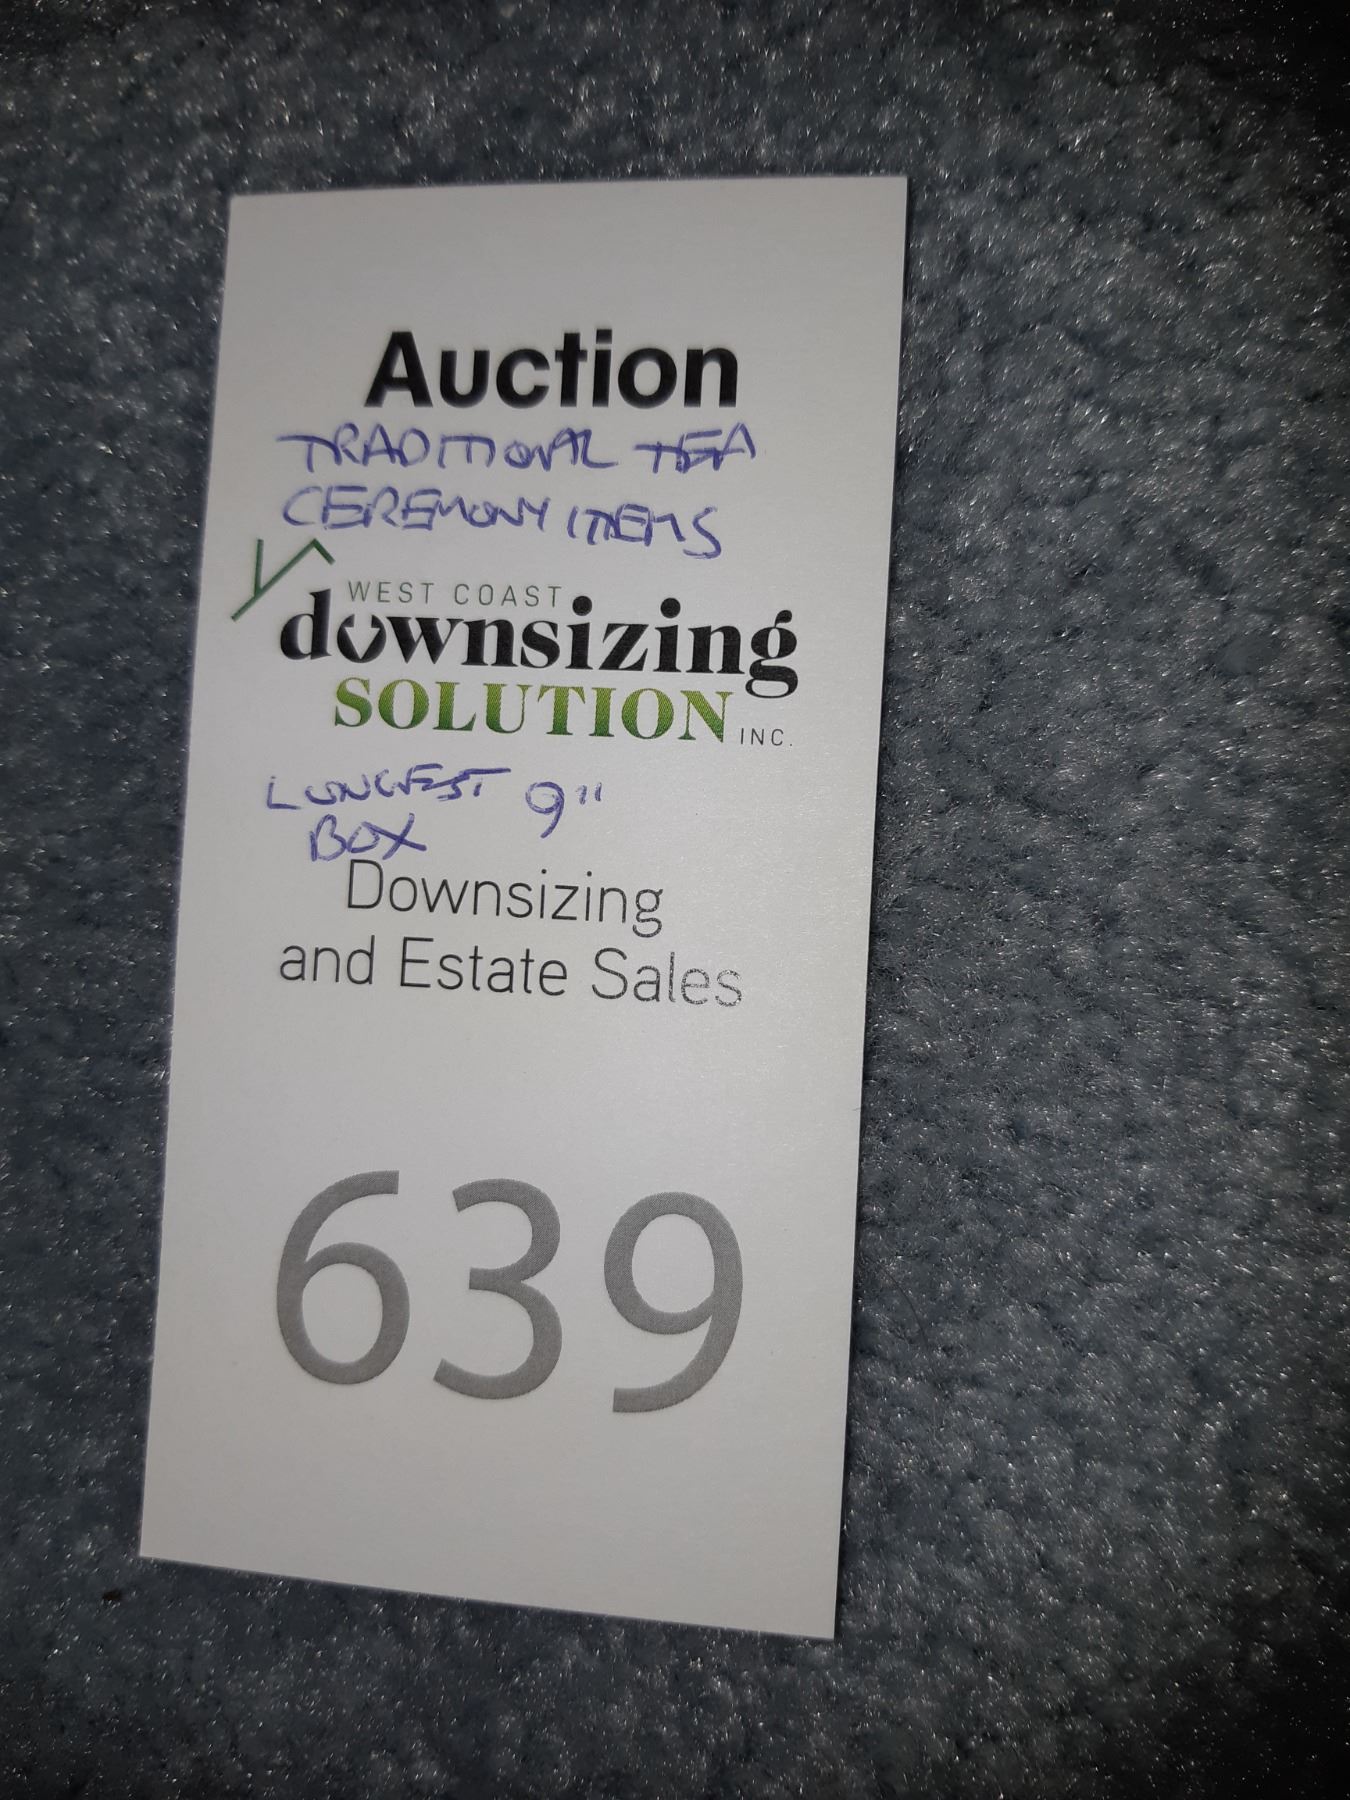 Auction
TRADITIONAL TEA
CEREMONY ITEMS
WEST COAST
downsizing
SOLUTION INC.
LONGEST 9"
BOX
Downsizing
and Estate Sales
639